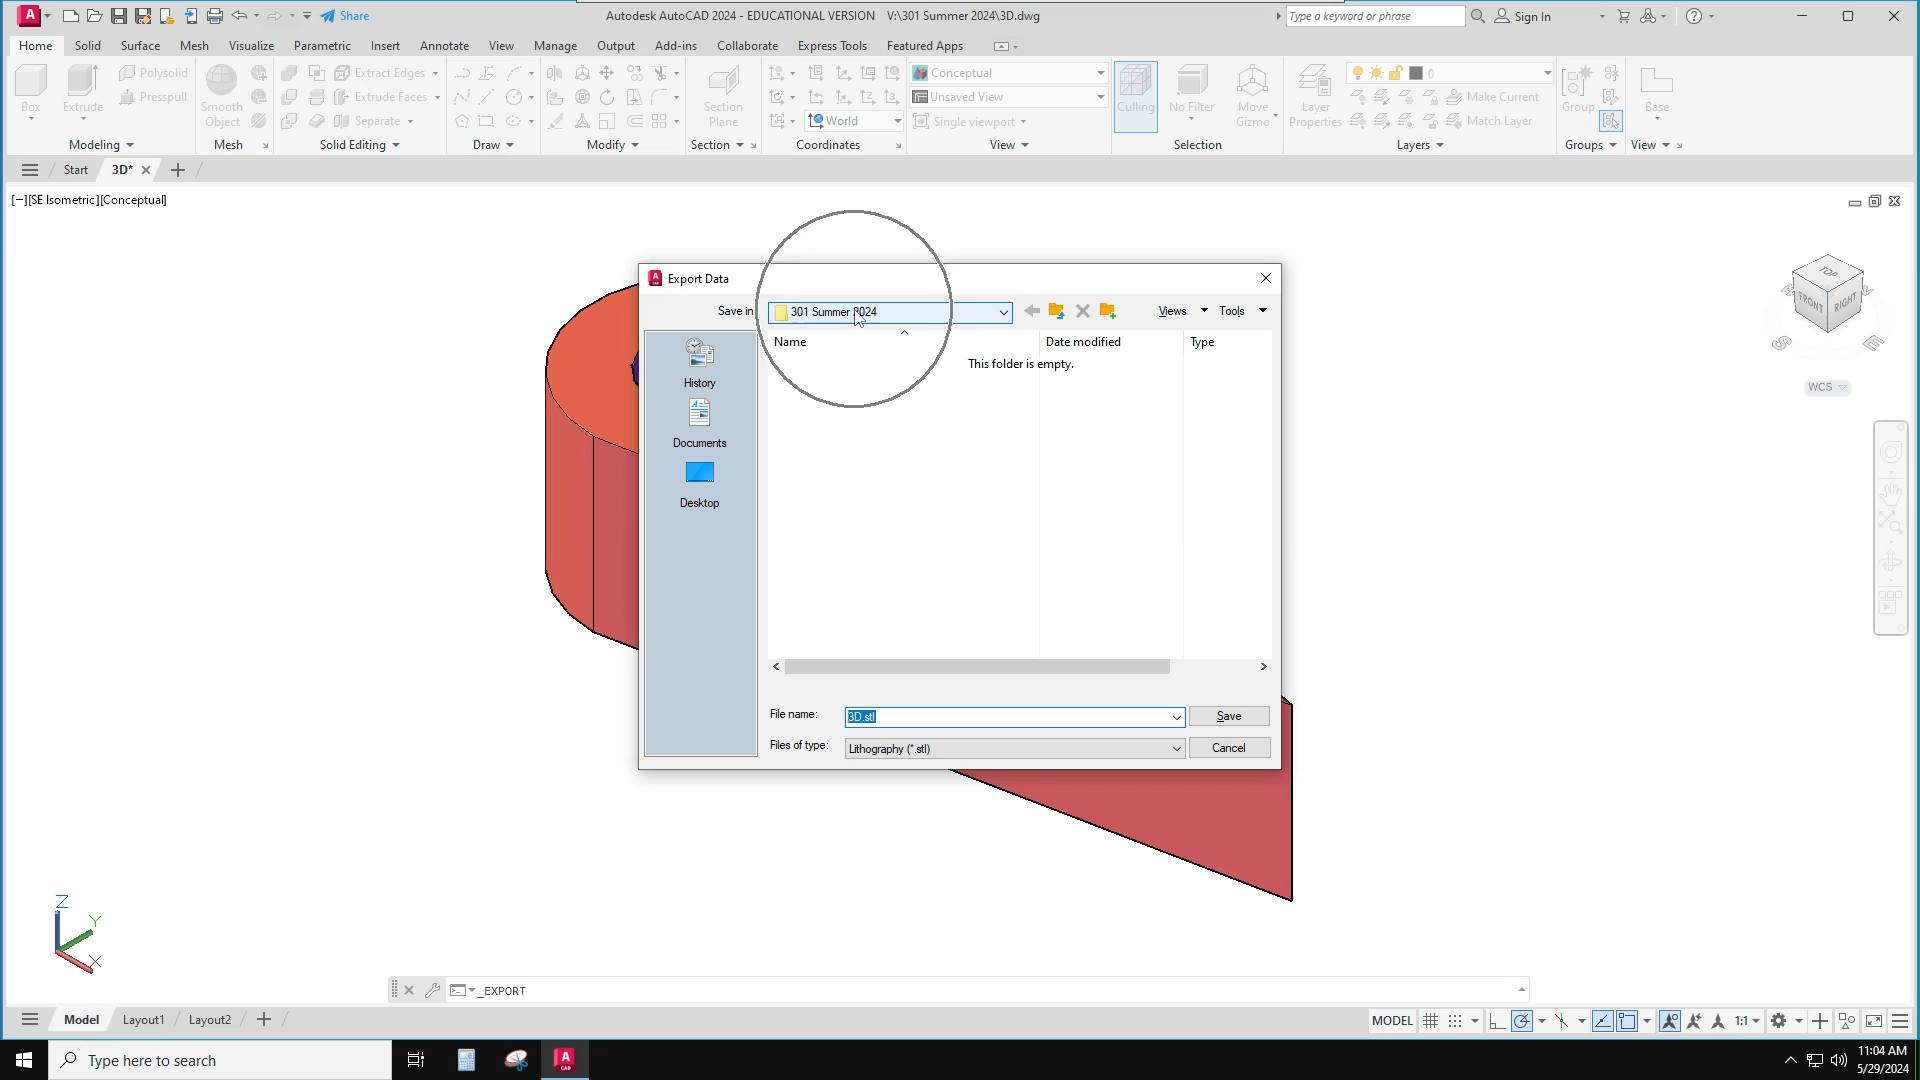 A CAD
Share
Autodesk AutoCAD 2024 - EDUCATIONAL VERSION V:\301 Summer 2024\3D.dwg
Type a keyword or phrase
Sign In
Home Solid Surface Mesh Visualize Parametric Insert Annotate View Manage Output Add-ins Collaborate Express Tools Featured Apps
Box
Extrude
Polysolid
Presspull
Smooth Object
Extract Edges
Extrude Faces
Separate
Section Plane
World
Conceptual
Unsaved View
Single viewport
Culling
No Filter
Move Gizmo
Layer Properties
0
Make Current
Match Layer
Group
Base
Modeling Mesh Solid Editing Draw Modify Section Coordinates View Selection Layers Groups View
Start 3D*
[−][SE Isometric][Conceptual]
TOP
FRONT
RIGHT
S
E
WCS
Export Data
Save in
301 Summer 2024
Views
Tools
Name Date modified Type
This folder is empty.
History
Documents
Desktop
File name:
3D.stl
Save
Files of type:
Lithography (*.stl)
Cancel
Z
Y
X
_EXPORT
Model Layout1 Layout2
MODEL
1:1
Type here to search
A CAD
11:04 AM
5/29/2024